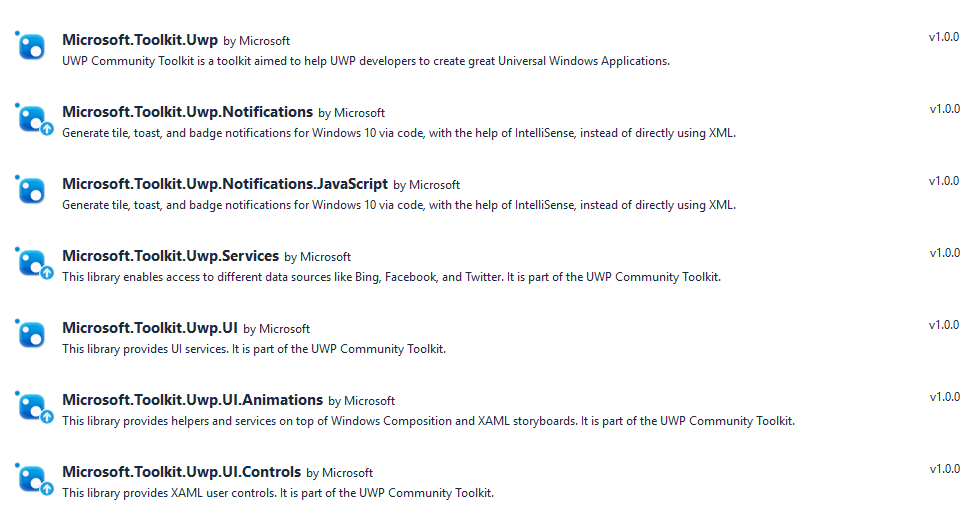 Microsoft.Toolkit.Uwp by Microsoft v1.0.0
UWP Community Toolkit is a toolkit aimed to help UWP developers to create great Universal Windows Applications.
Microsoft.Toolkit.Uwp.Notifications by Microsoft v1.0.0
Generate tile, toast, and badge notifications for Windows 10 via code, with the help of IntelliSense, instead of directly using XML.
Microsoft.Toolkit.Uwp.Notifications.JavaScript by Microsoft v1.0.0
Generate tile, toast, and badge notifications for Windows 10 via code, with the help of IntelliSense, instead of directly using XML.
Microsoft.Toolkit.Uwp.Services by Microsoft v1.0.0
This library enables access to different data sources like Bing, Facebook, and Twitter. It is part of the UWP Community Toolkit.
Microsoft.Toolkit.Uwp.UI by Microsoft v1.0.0
This library provides UI services. It is part of the UWP Community Toolkit.
Microsoft.Toolkit.Uwp.UI.Animations by Microsoft v1.0.0
This library provides helpers and services on top of Windows Composition and XAML storyboards. It is part of the UWP Community Toolkit.
Microsoft.Toolkit.Uwp.UI.Controls by Microsoft v1.0.0
This library provides XAML user controls. It is part of the UWP Community Toolkit.